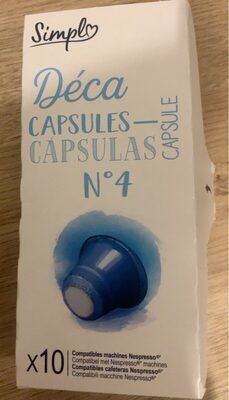 Simpl
Déca
CAPSULES
CÁPSULAS
CAPSULE
N°4
x10
Compatibles machines Nespresso®*
Compatibel met Nespresso®* machines
Compatibles cafeteras Nespresso®*
Compatibili macchine Nespresso®*